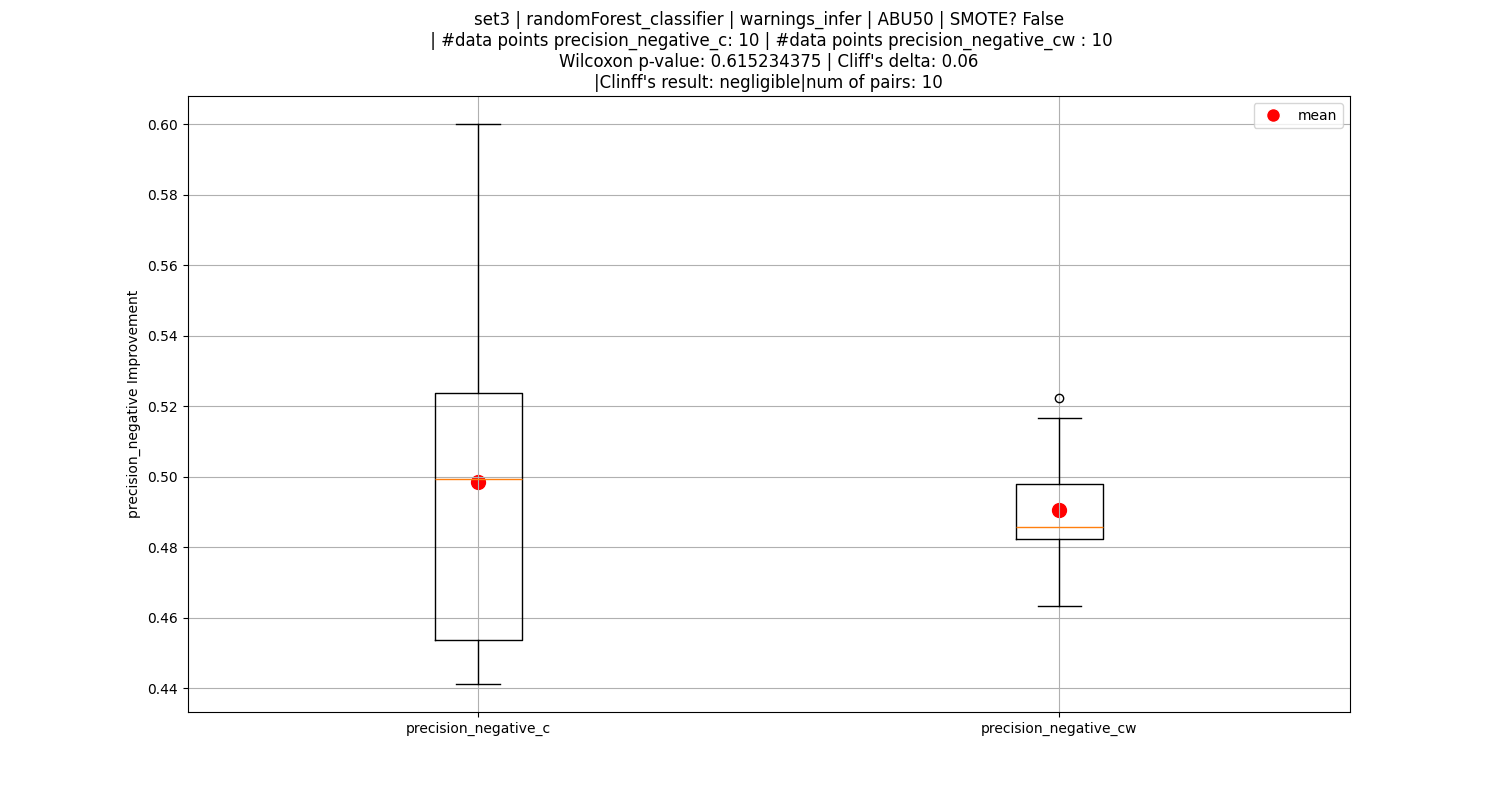 set3 | randomForest_classifier | warnings_infer | ABU50 | SMOTE? False
| #data points precision_negative_c: 10 | #data points precision_negative_cw : 10
Wilcoxon p-value: 0.615234375 | Cliff's delta: 0.06
|Clinff's result: negligible|num of pairs: 10
mean
0.60
0.58
0.56
0.54
0.52
0.50
0.48
0.46
0.44
precision_negative Improvement
precision_negative_c
precision_negative_cw